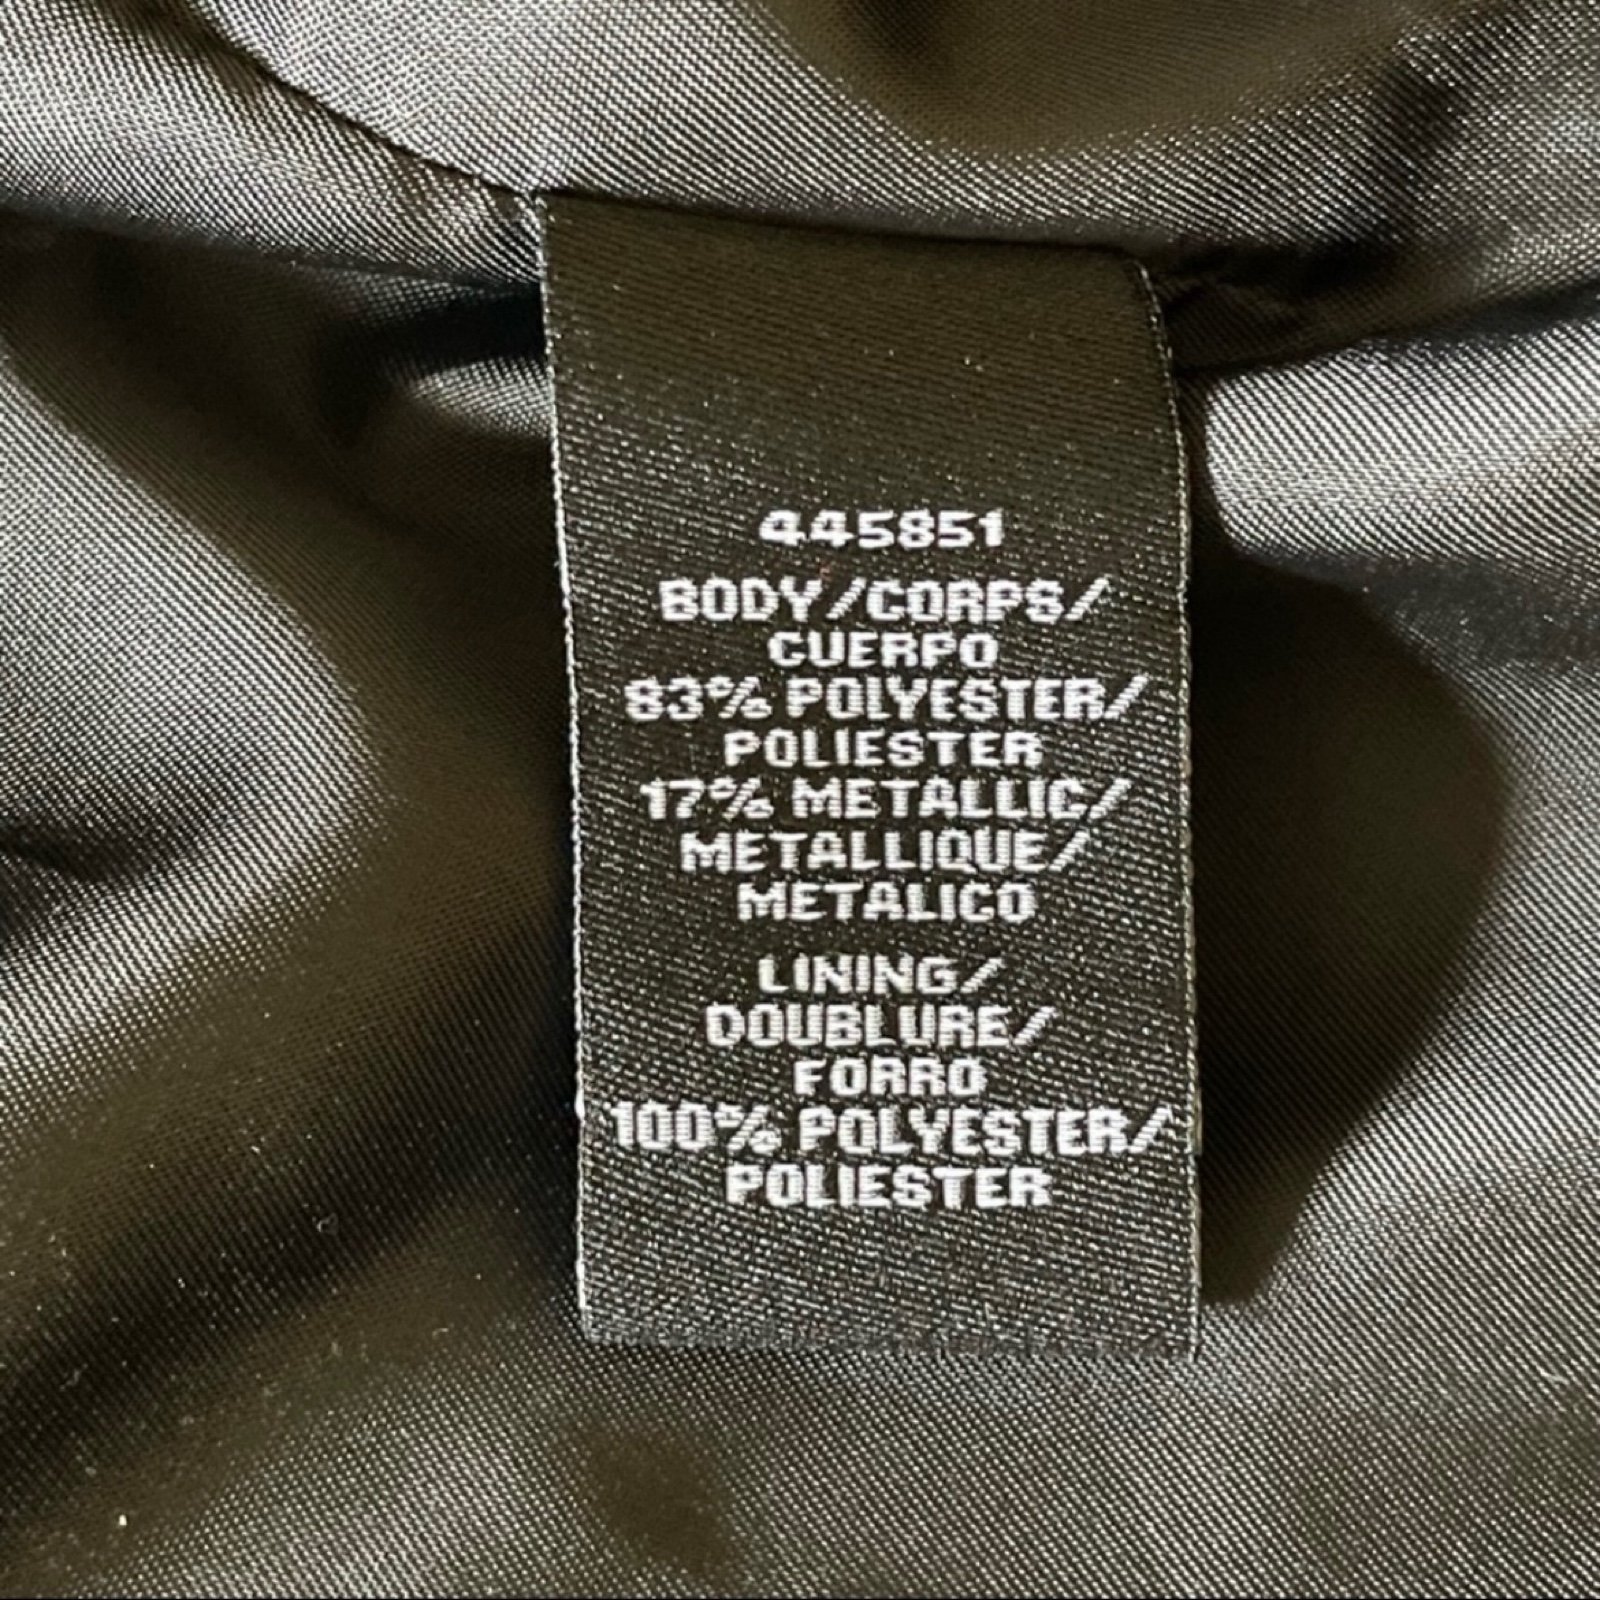 445851
BODY/CORPS/
CUERPO
83% POLYESTER/
POLIESTER
17% METALLIC/
METALLIQUE/
METALICO
LINING/
DOUBLURE/
FORRO
100% POLYESTER/
POLIESTER